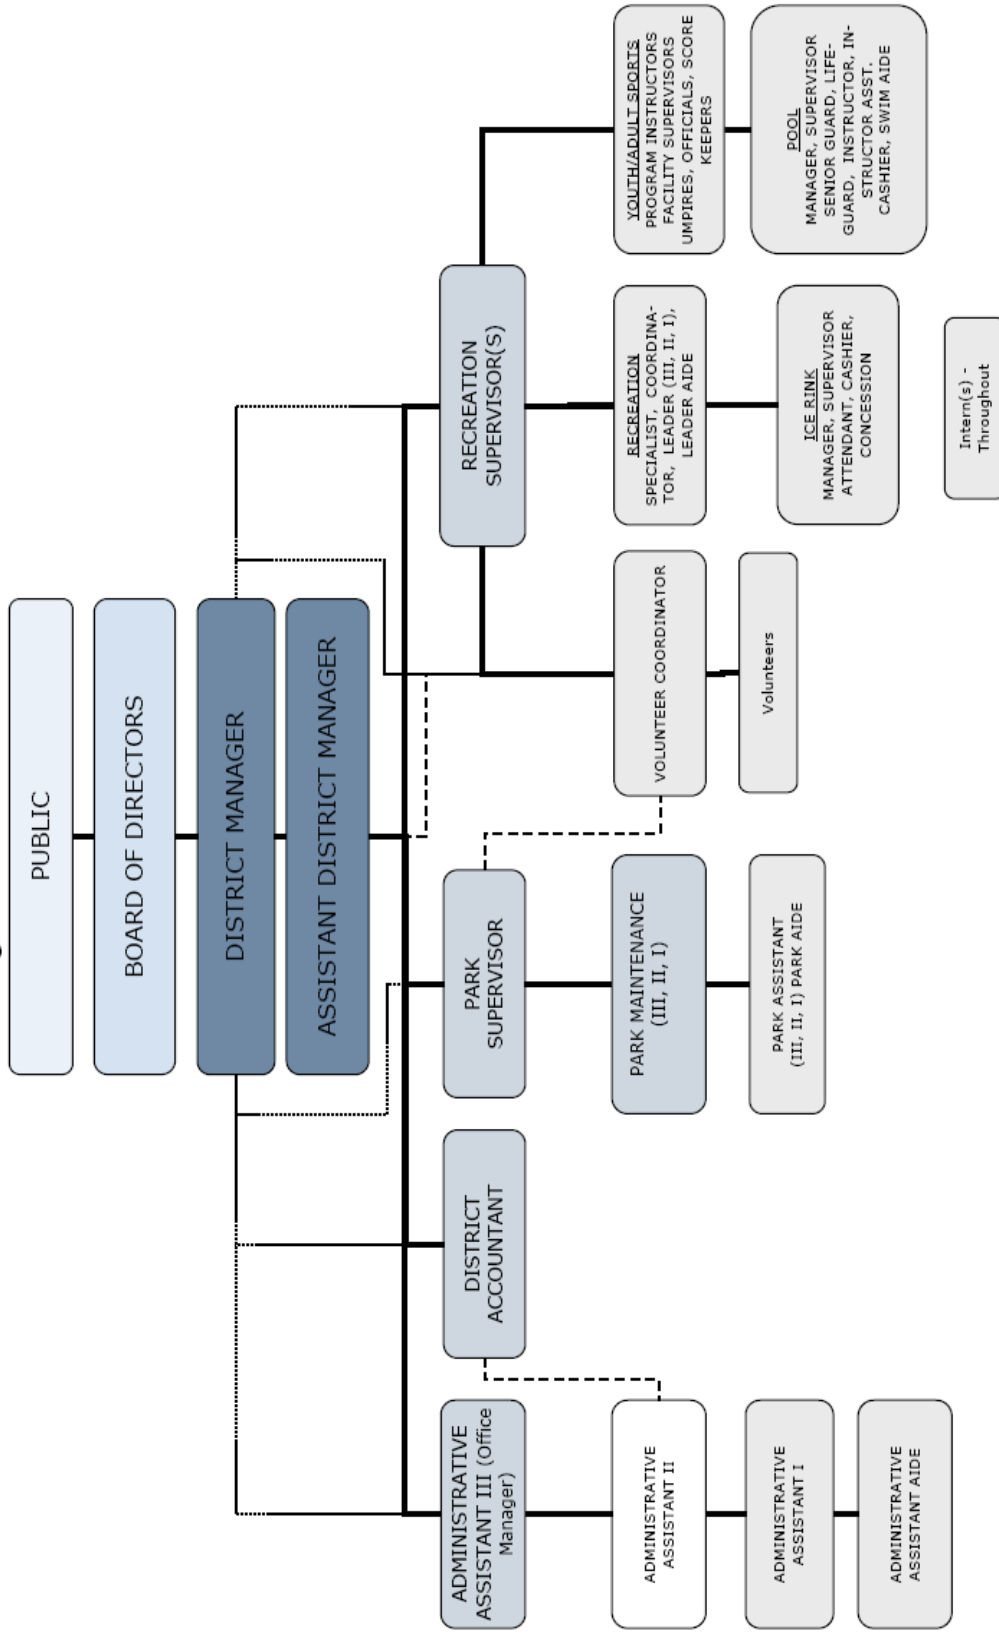 PUBLIC
BOARD OF DIRECTORS
DISTRICT MANAGER
ASSISTANT DISTRICT MANAGER
ADMINISTRATIVE
ASSISTANT III (Office
Manager)
DISTRICT
ACCOUNTANT
PARK
SUPERVISOR
RECREATION
SUPERVISOR(S)
ADMINISTRATIVE
ASSISTANT II
PARK MAINTENANCE
(III, II, I)
VOLUNTEER COORDINATOR
RECREATION
SPECIALIST, COORDINA-
TOR, LEADER (III, II, I),
LEADER AIDE
YOUTH/ADULT SPORTS
PROGRAM INSTRUCTORS
FACILITY SUPERVISORS
UMPIRES, OFFICIALS, SCORE
KEEPERS
ADMINISTRATIVE
ASSISTANT I
PARK ASSISTANT
(III, II, I) PARK AIDE
Volunteers
ICE RINK
MANAGER, SUPERVISOR
ATTENDANT, CASHIER,
CONCESSION
POOL
MANAGER, SUPERVISOR
SENIOR GUARD, LIFE-
GUARD, INSTRUCTOR, IN-
STRUCTOR ASST.
CASHIER, SWIM AIDE
ADMINISTRATIVE
ASSISTANT AIDE
Intern(s) -
Throughout